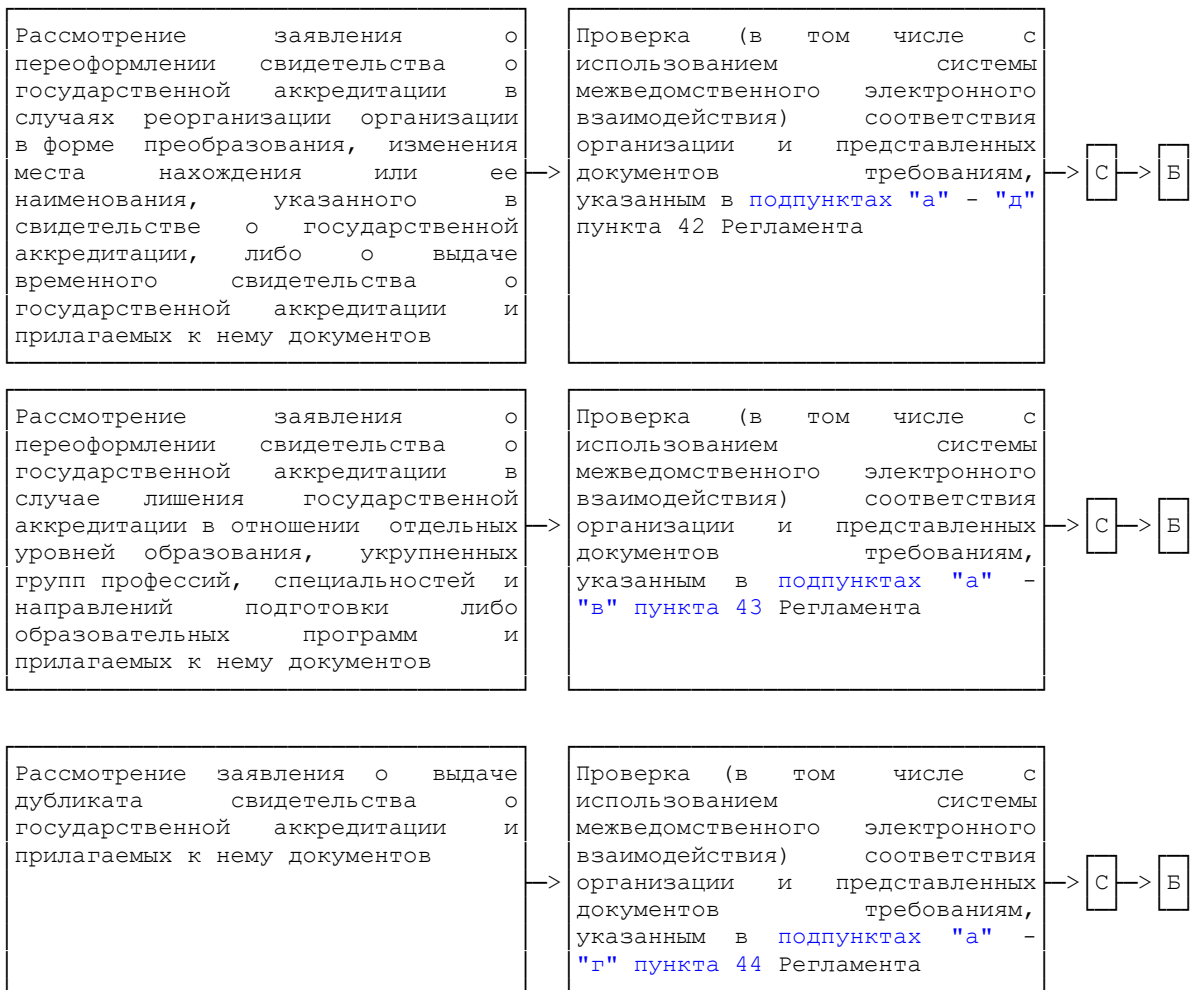 Рассмотрение заявления о
переоформлении свидетельства о
государственной аккредитации в
случаях реорганизации организации
в форме преобразования, изменения
места нахождения или ее
наименования, указанного в
свидетельстве о государственной
аккредитации, либо о выдаче
временного свидетельства о
государственной аккредитации и
прилагаемых к нему документов
Проверка (в том числе с
использованием системы
межведомственного электронного
взаимодействия) соответствия
организации и представленных
документов требованиям,
указанным в подпунктах "а" - "д"
пункта 42 Регламента
С
Б
Рассмотрение заявления о
переоформлении свидетельства о
государственной аккредитации в
случае лишения государственной
аккредитации в отношении отдельных
уровней образования, укрупненных
групп профессий, специальностей и
направлений подготовки либо
образовательных программ и
прилагаемых к нему документов
Проверка (в том числе с
использованием системы
межведомственного электронного
взаимодействия) соответствия
организации и представленных
документов требованиям,
указанным в подпунктах "а" -
"в" пункта 43 Регламента
С
Б
Рассмотрение заявления о выдаче
дубликата свидетельства о
государственной аккредитации и
прилагаемых к нему документов
Проверка (в том числе с
использованием системы
межведомственного электронного
взаимодействия) соответствия
организации и представленных
документов требованиям,
указанным в подпунктах "а" -
"г" пункта 44 Регламента
С
Б